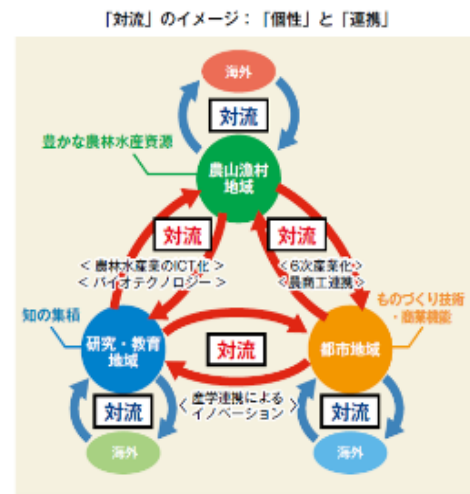 「対流」のイメージ：「個性」と「連携」
海外
対流
豊かな農林水産資源
農山漁村
地域
対流
対流
＜農林水産業のICT化＞
＜バイオテクノロジー＞
＜6次産業化＞
＜農商工連携＞
知の集積
ものづくり技術
・商業機能
研究・教育
地域
対流
都市地域
＜産学連携による
イノベーション＞
対流
対流
海外
海外